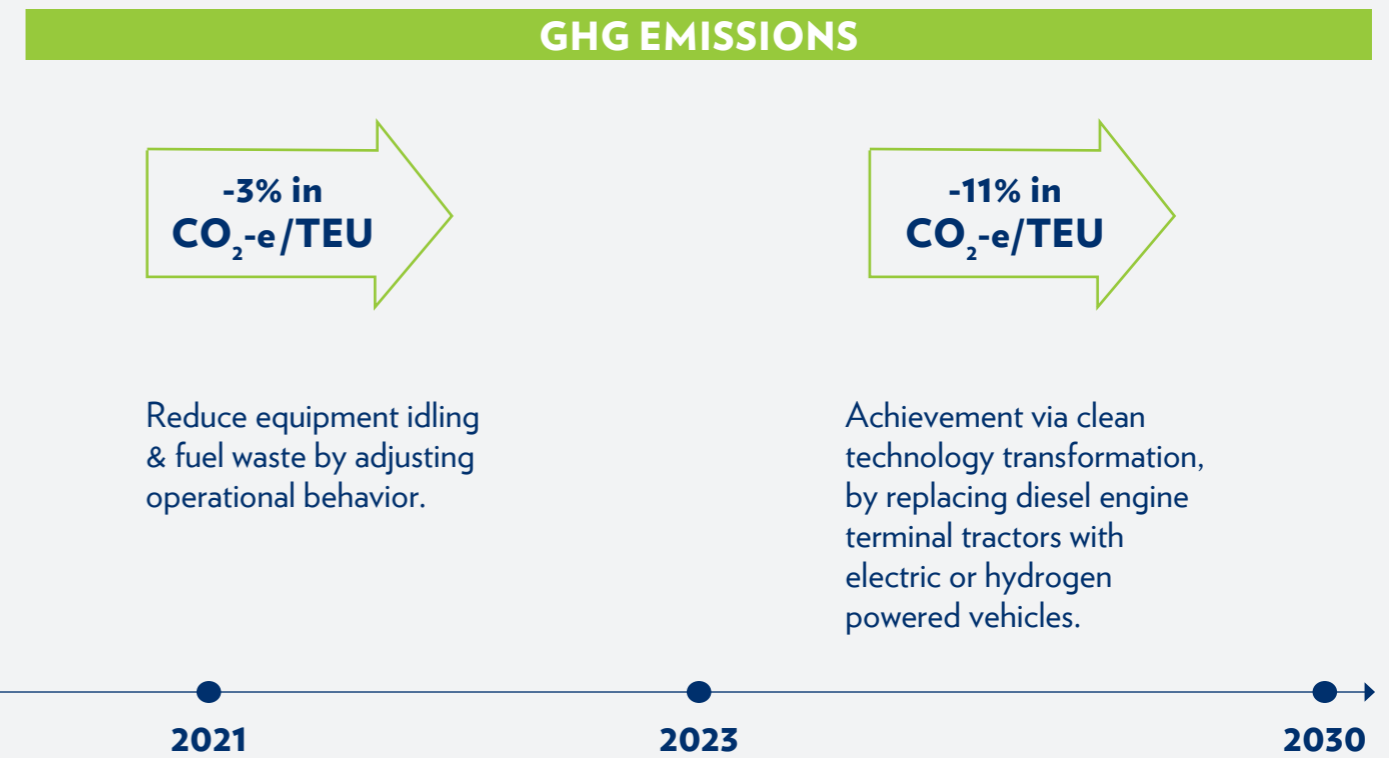 GHG EMISSIONS
-3% in
CO₂-e/TEU
-11% in
CO₂-e/TEU
Reduce equipment idling
& fuel waste by adjusting
operational behavior.
Achievement via clean
technology transformation,
by replacing diesel engine
terminal tractors with
electric or hydrogen
powered vehicles.
2021
2023
2030